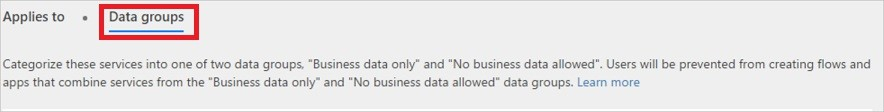 Applies to • Data groups
Categorize these services into one of two data groups, "Business data only" and "No business data allowed". Users will be prevented from creating flows and
apps that combine services from the "Business data only" and "No business data allowed" data groups. Learn more